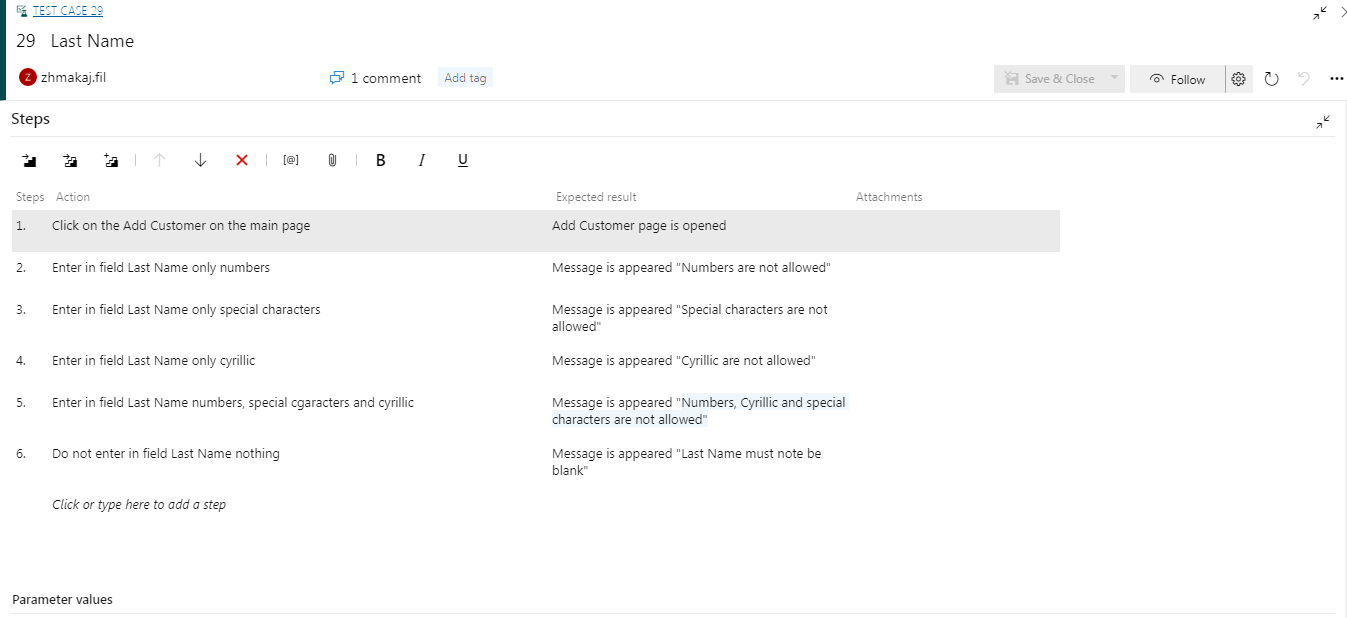 TEST CASE 29
29 Last Name
Z zhmakaj.fil 1 comment Add tag Save & Close Follow
Steps
[@] B I U
Steps Action Expected result Attachments
1. Click on the Add Customer on the main page Add Customer page is opened
2. Enter in field Last Name only numbers Message is appeared "Numbers are not allowed"
3. Enter in field Last Name only special characters Message is appeared "Special characters are not
allowed"
4. Enter in field Last Name only cyrillic Message is appeared "Cyrillic are not allowed"
5. Enter in field Last Name numbers, special cgaracters and cyrillic Message is appeared "Numbers, Cyrillic and special
characters are not allowed"
6. Do not enter in field Last Name nothing Message is appeared "Last Name must note be
blank"
Click or type here to add a step
Parameter values